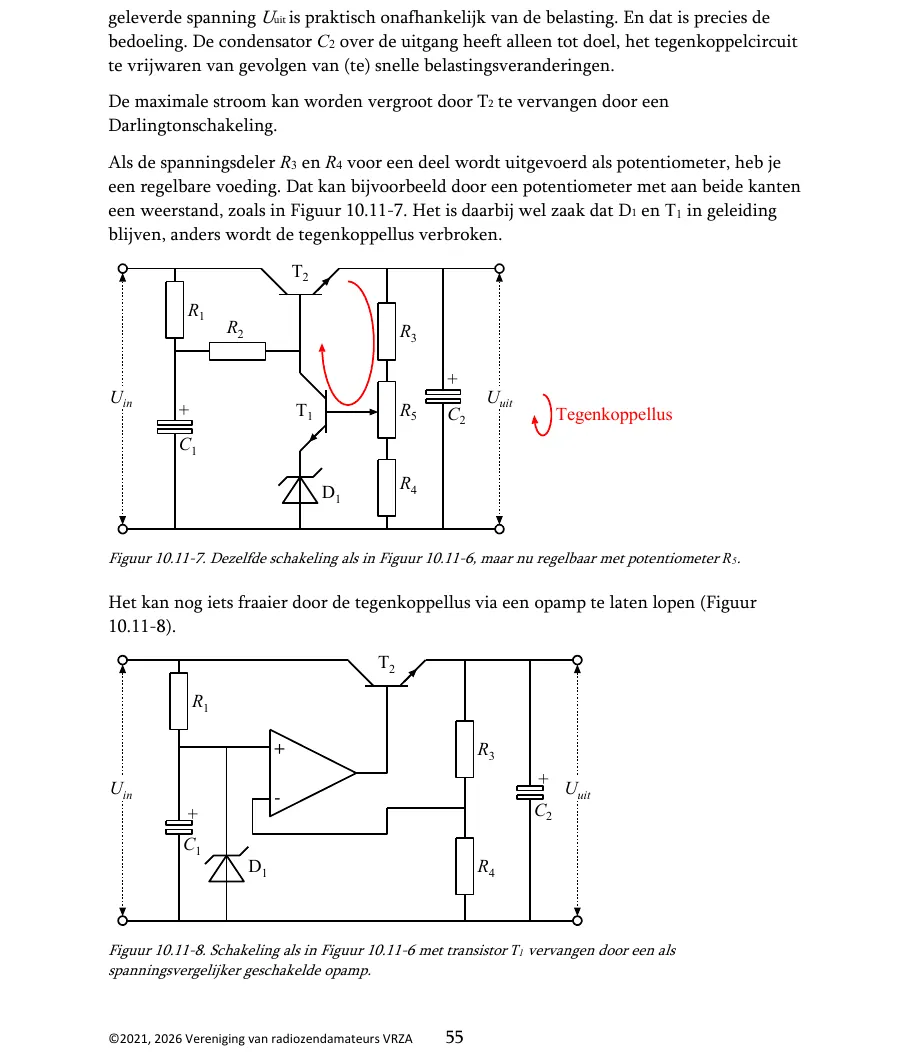 geleverde spanning Uuit is praktisch onafhankelijk van de belasting. En dat is precies de
bedoeling. De condensator C2 over de uitgang heeft alleen tot doel, het tegenkoppelcircuit
te vrijwaren van gevolgen van (te) snelle belastingsveranderingen.
De maximale stroom kan worden vergroot door T2 te vervangen door een
Darlingtonschakeling.
Als de spanningsdeler R3 en R4 voor een deel wordt uitgevoerd als potentiometer, heb je
een regelbare voeding. Dat kan bijvoorbeeld door een potentiometer met aan beide kanten
een weerstand, zoals in Figuur 10.11-7. Het is daarbij wel zaak dat D1 en T1 in geleiding
blijven, anders wordt de tegenkoppellus verbroken.
T2
R1
R2
R3
Uin
+
C1
T1
R5
+
C2
Uuit
Tegenkoppellus
D1
R4
Figuur 10.11-7. Dezelfde schakeling als in Figuur 10.11-6, maar nu regelbaar met potentiometer R5.
Het kan nog iets fraaier door de tegenkoppellus via een opamp te laten lopen (Figuur
10.11-8).
T2
R1
+
-
R3
Uin
+
C1
D1
+
C2
Uuit
R4
Figuur 10.11-8. Schakeling als in Figuur 10.11-6 met transistor T1 vervangen door een als
spanningsvergelijker geschakelde opamp.
©2021, 2026 Vereniging van radiozendamateurs VRZA 55